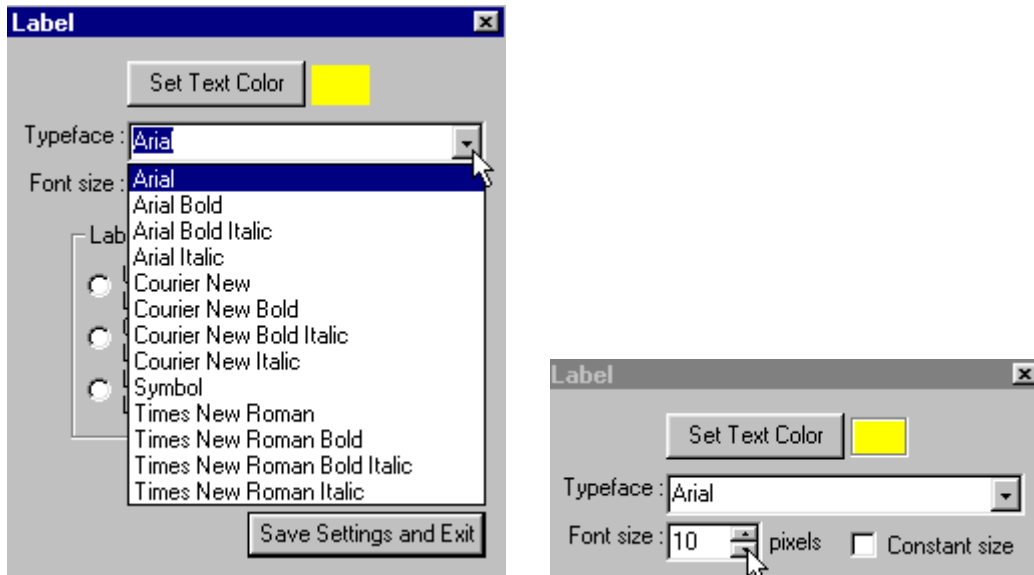 Label
Set Text Color
Typeface : Arial
Font size : Arial
Arial Bold
Arial Bold Italic
Lab
Arial Italic
Courier New
Courier New Bold
Courier New Bold Italic
Courier New Italic
Symbol
Times New Roman
Times New Roman Bold
Times New Roman Bold Italic
Times New Roman Italic
Save Settings and Exit
Label
Set Text Color
Typeface : Arial
Font size : 10 pixels Constant size